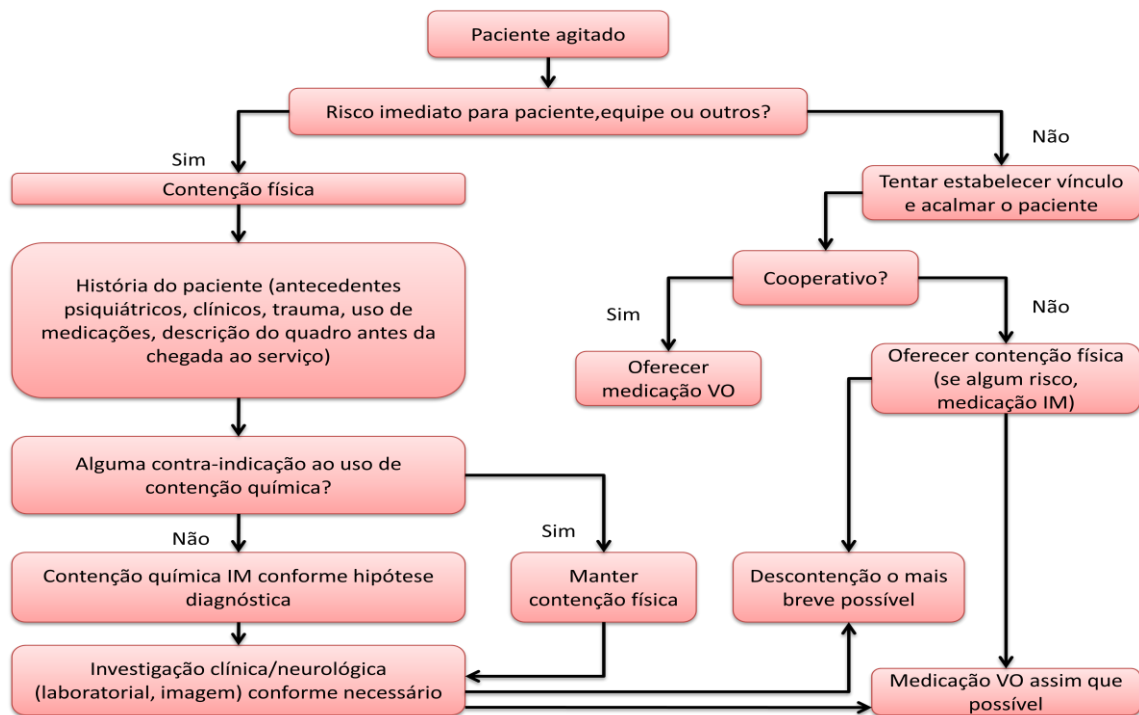 Paciente agitado
Risco imediato para paciente,equipe ou outros?
Sim
Não
Contenção física
Tentar estabelecer vínculo
e acalmar o paciente
História do paciente (antecedentes
psiquiátricos, clínicos, trauma, uso de
medicações, descrição do quadro antes da
chegada ao serviço)
Cooperativo?
Sim
Não
Oferecer
medicação VO
Oferecer contenção física
(se algum risco,
medicação IM)
Alguma contra-indicação ao uso de
contenção química?
Não
Sim
Contenção química IM conforme hipótese
diagnóstica
Manter
contenção física
Descontenção o mais
breve possível
Investigação clínica/neurológica
(laboratorial, imagem) conforme necessário
Medicação VO assim que
possível